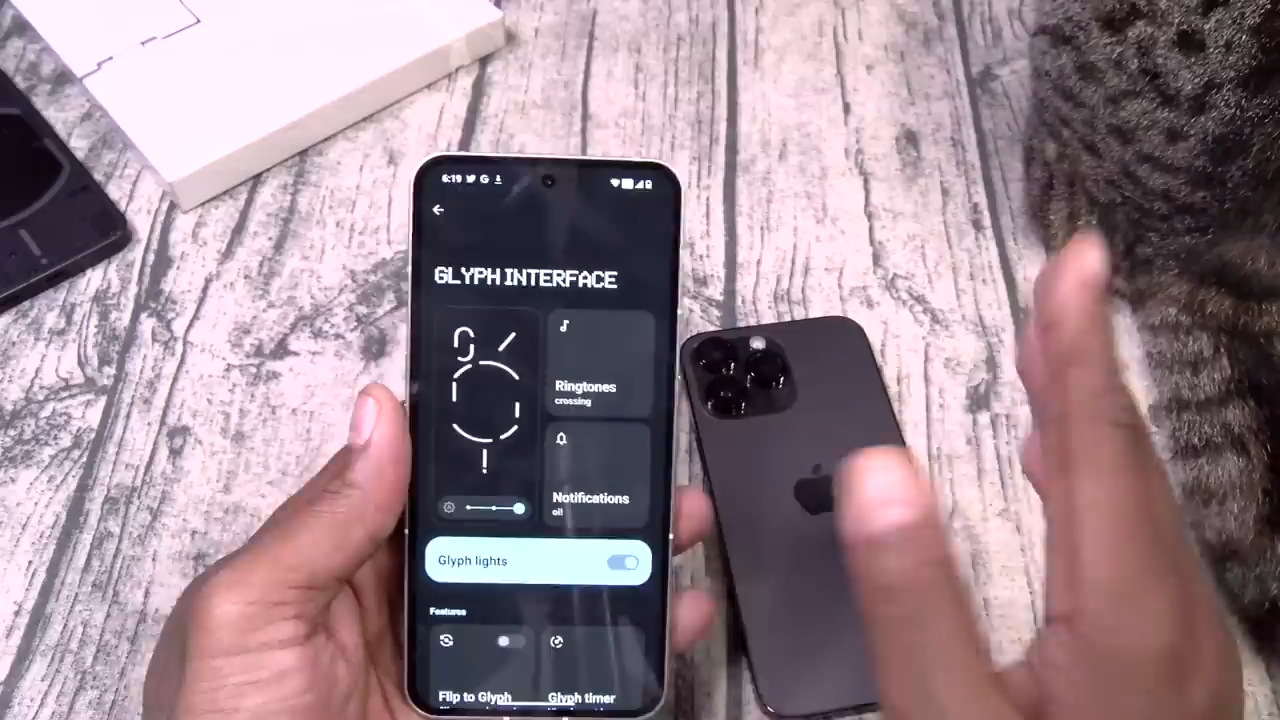 6:19
GLYPH INTERFACE
Ringtones
crossing
Notifications
oi!
Glyph lights
Features
Flip to Glyph
Glyph timer